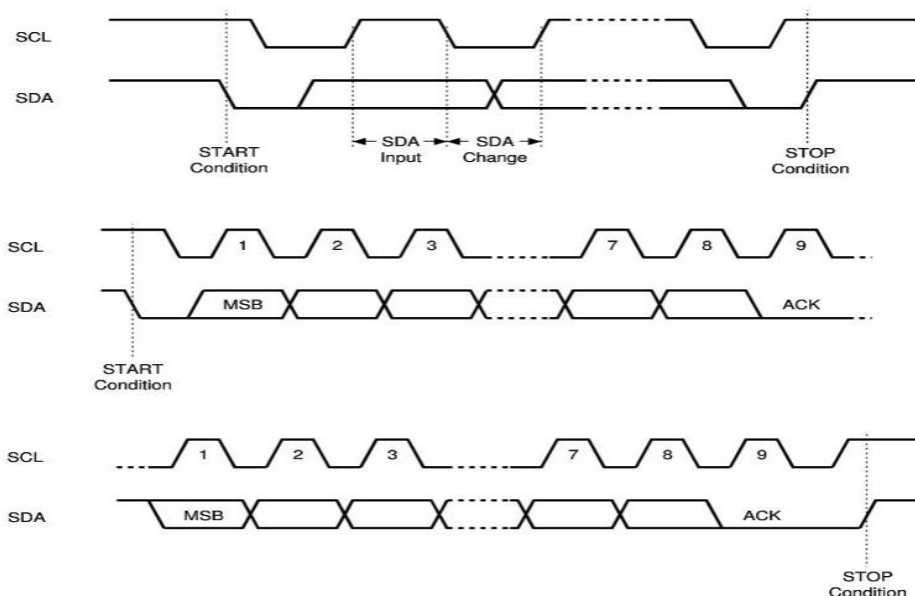 SCL
SDA
SDA
Input
SDA
Change
START
Condition
STOP
Condition
SCL
1 2 3 7 8 9
SDA
MSB
ACK
START
Condition
SCL
1 2 3 7 8 9
SDA
MSB
ACK
STOP
Condition